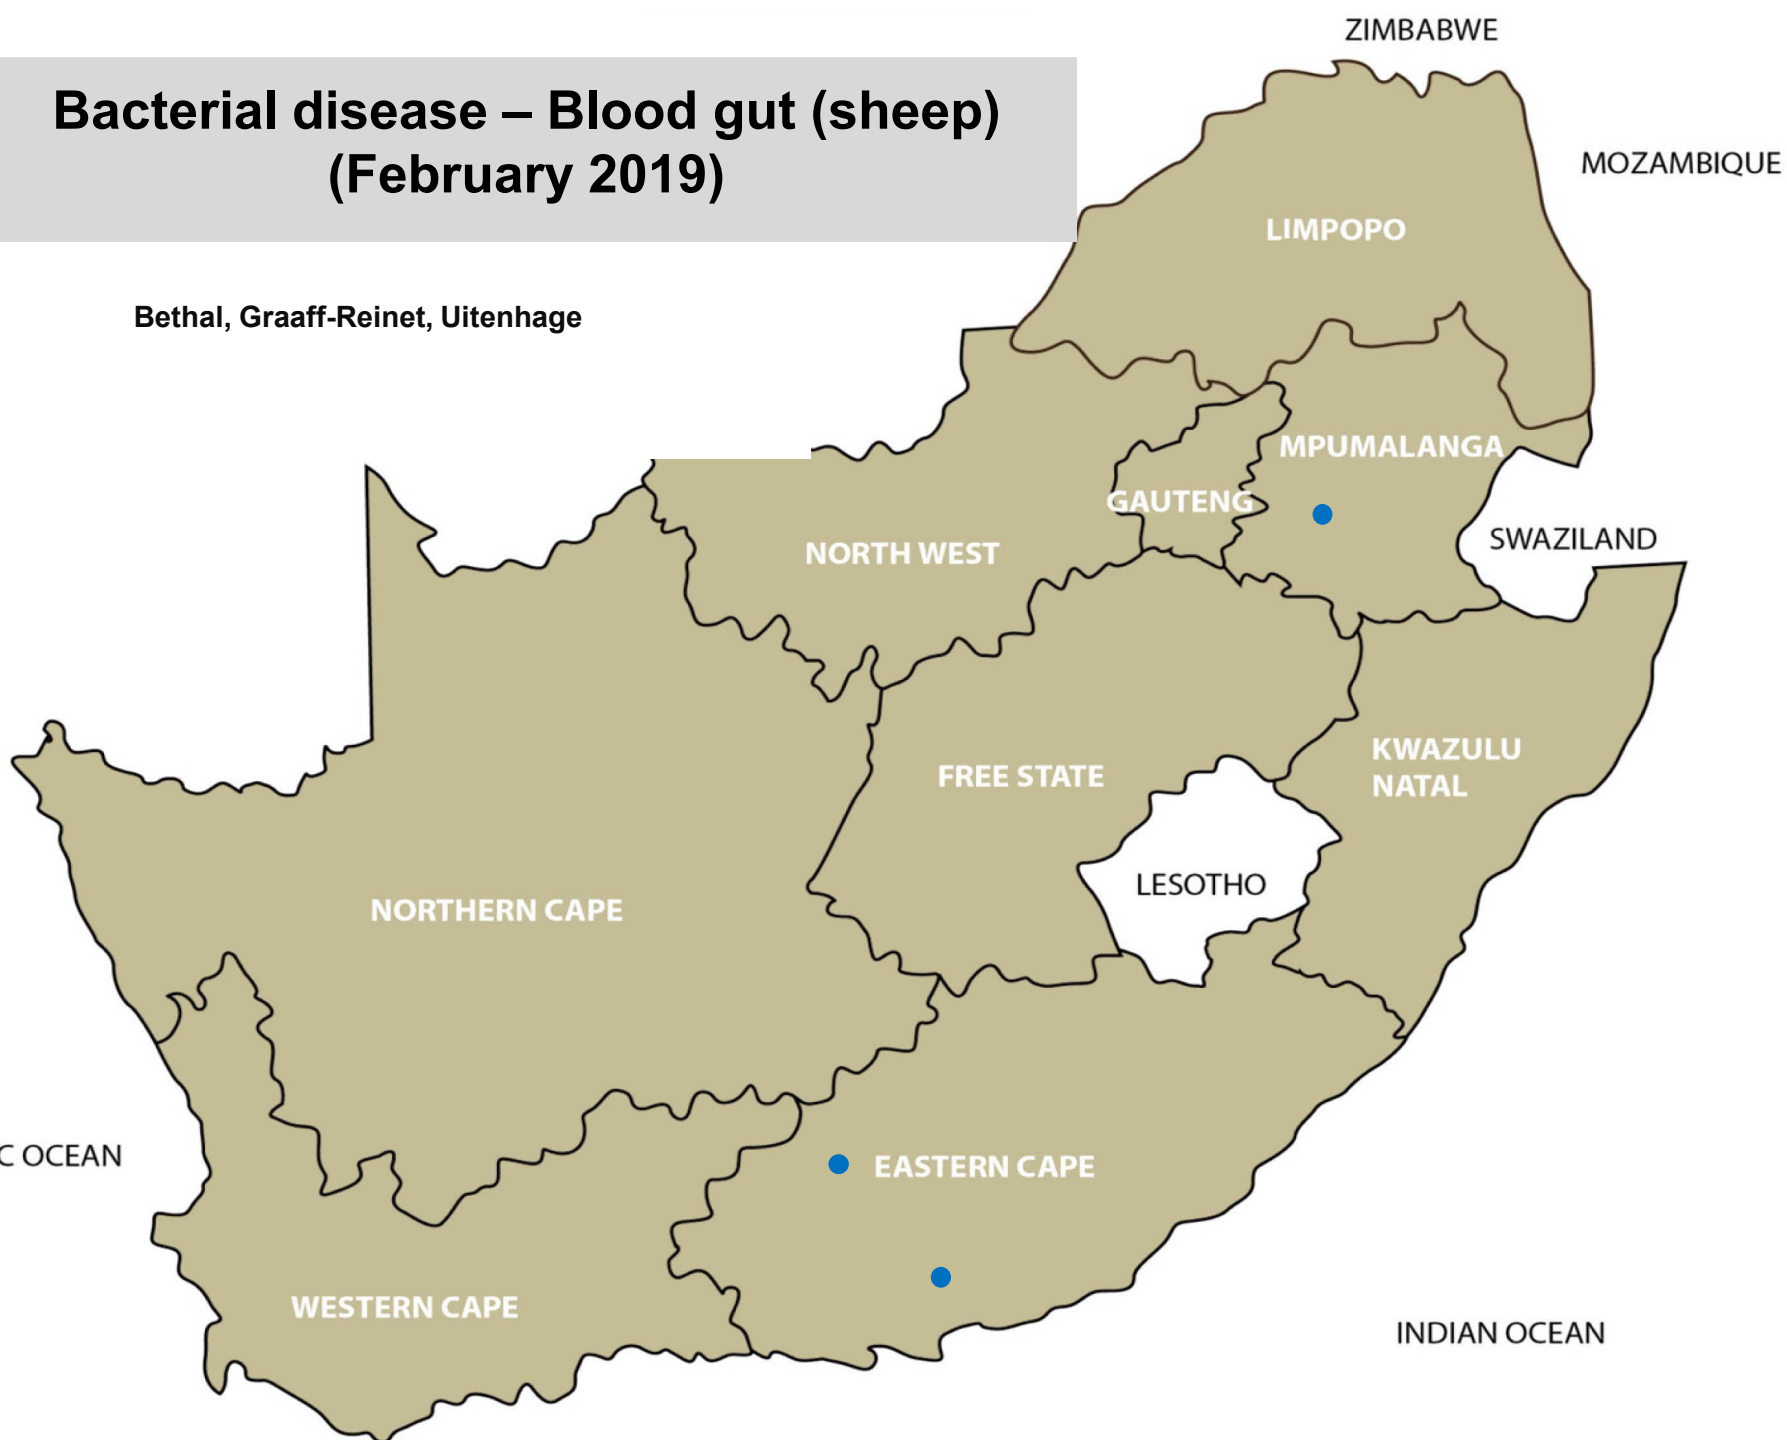 ZIMBABWE
Bacterial disease – Blood gut (sheep)
(February 2019)
MOZAMBIQUE
LIMPOPO
Bethal, Graaff-Reinet, Uitenhage
MPUMALANGA
GAUTENG
SWAZILAND
NORTH WEST
KWAZULU
NATAL
FREE STATE
LESOTHO
NORTHERN CAPE
C OCEAN
EASTERN CAPE
WESTERN CAPE
INDIAN OCEAN